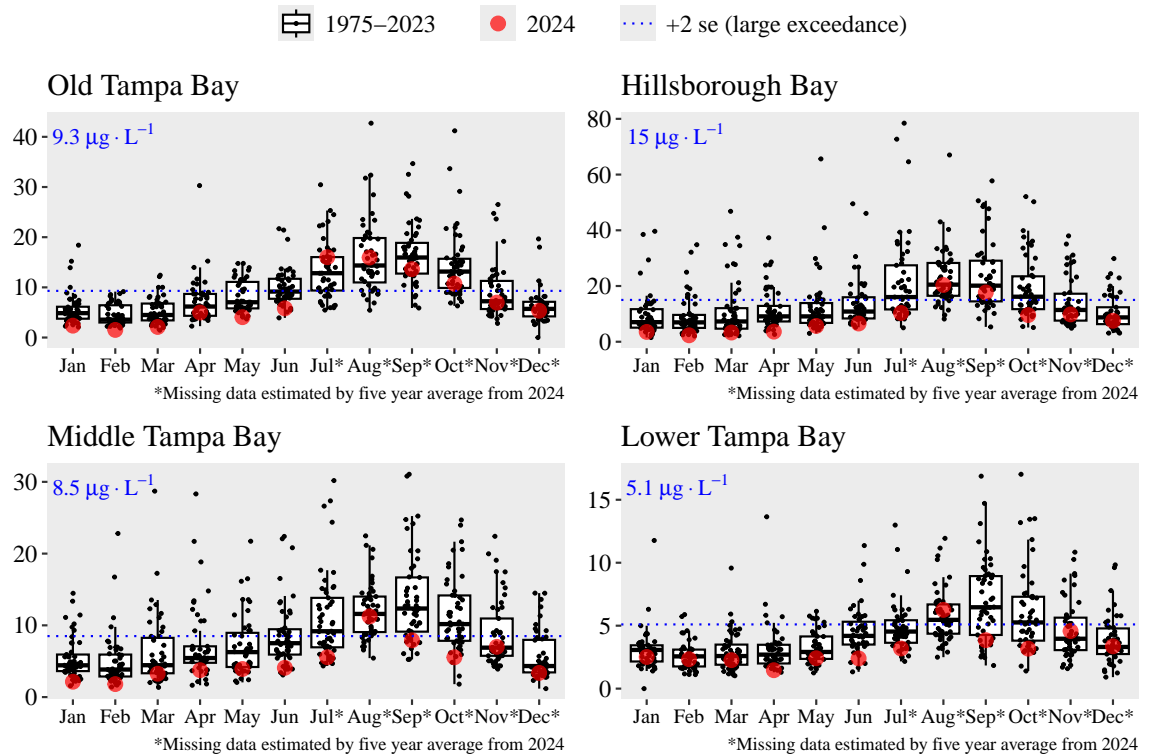 1975–2023 2024 +2 se (large exceedance)
Old Tampa Bay
9.3 μg · L⁻¹
40
30
20
10
0
Jan Feb Mar Apr May Jun Jul* Aug* Sep* Oct* Nov* Dec*
*Missing data estimated by five year average from 2024
Hillsborough Bay
15 μg · L⁻¹
80
60
40
20
0
Jan Feb Mar Apr May Jun Jul* Aug* Sep* Oct* Nov* Dec*
*Missing data estimated by five year average from 2024
Middle Tampa Bay
8.5 μg · L⁻¹
30
20
10
0
Jan Feb Mar Apr May Jun Jul* Aug* Sep* Oct* Nov* Dec*
*Missing data estimated by five year average from 2024
Lower Tampa Bay
5.1 μg · L⁻¹
15
10
5
0
Jan Feb Mar Apr May Jun Jul* Aug* Sep* Oct* Nov* Dec*
*Missing data estimated by five year average from 2024